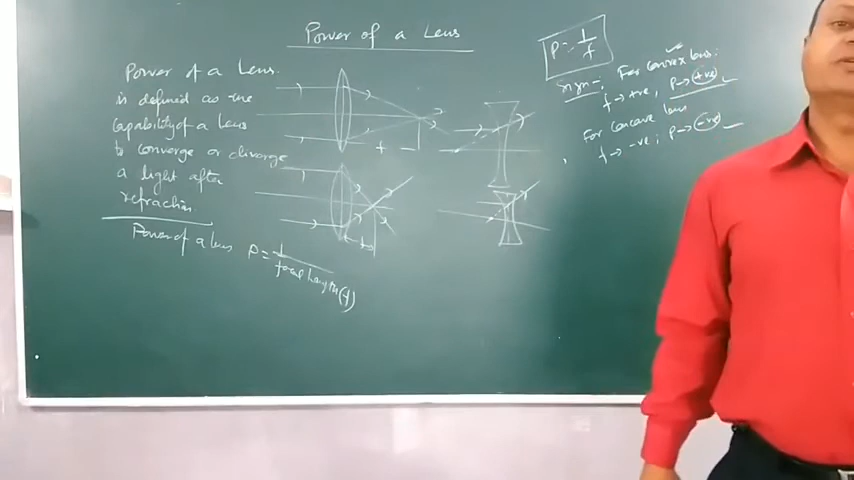 Power of a Lens
Power of a Lens.
is defined as the
capability of a Lens
to converge or diverge
a light after
refraction
Power of a lens P = 1/focal length (f)
f
f
P = 1/f
Sign:- For convex lens:
f → +ve, P → +ve
For concave lens
f → -ve; P → -ve